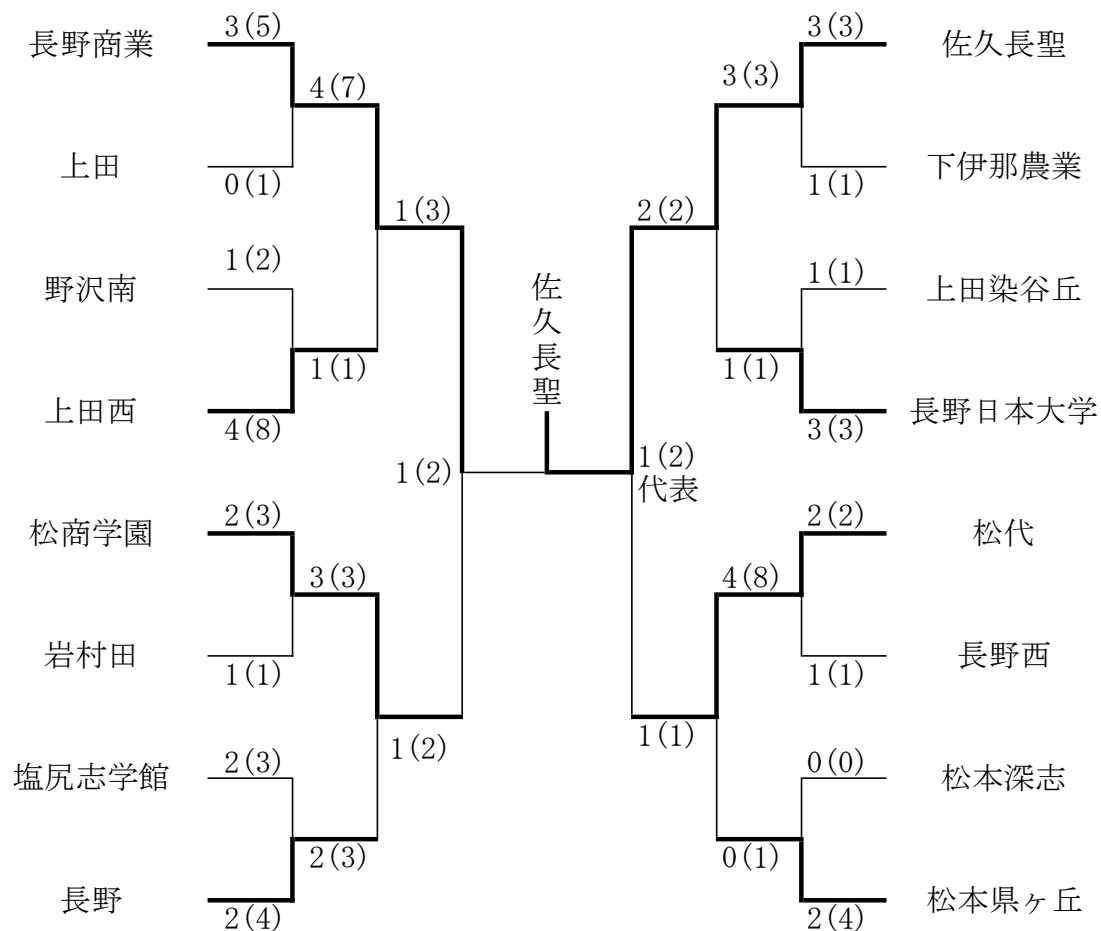 長野商業
3(5)
4(7)
上田
0(1)
1(3)
野沢南
1(2)
1(1)
上田西
4(8)
1(2)
松商学園
2(3)
3(3)
岩村田
1(1)
1(2)
塩尻志学館
2(3)
2(3)
長野
2(4)
佐久長聖
3(3)
佐久長聖
3(3)
下伊那農業
1(1)
2(2)
1(1)
上田染谷丘
1(1)
長野日本大学
3(3)
1(2)
代表
2(2)
松代
4(8)
長野西
1(1)
1(1)
0(0)
松本深志
0(1)
松本県ヶ丘
2(4)